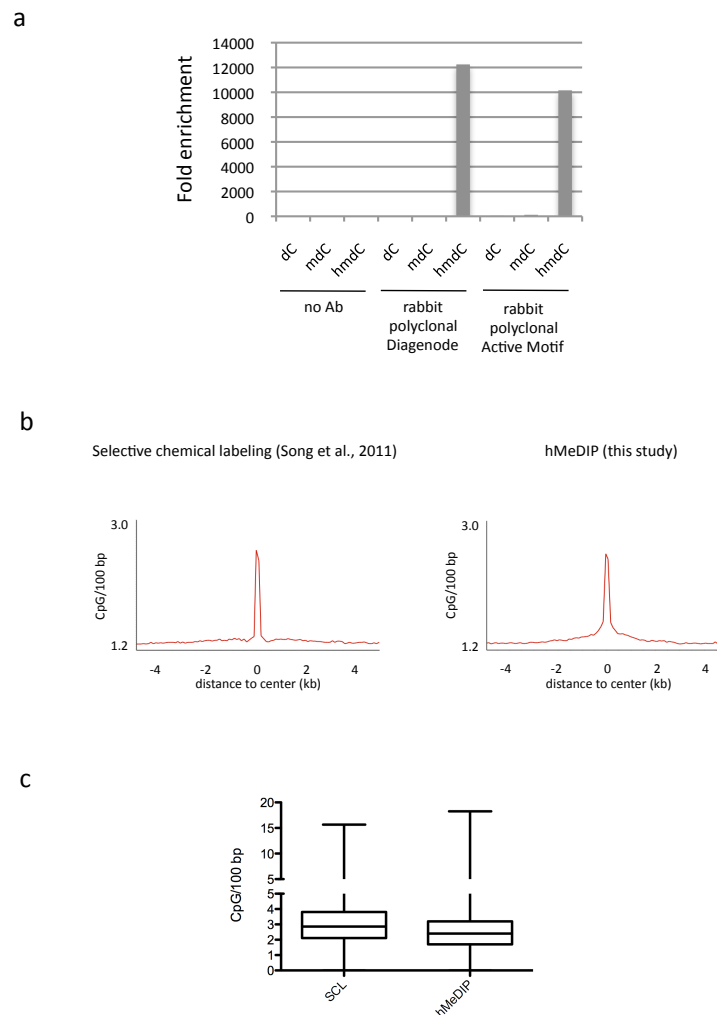 a
Fold enrichment
14000
12000
10000
8000
6000
4000
2000
0
dC
mdC
hmdC
dC
mdC
hmdC
dC
mdC
hmdC
no Ab
rabbit
polyclonal
Diagenode
rabbit
polyclonal
Active Motif
b
Selective chemical labeling (Song et al., 2011)
hMeDIP (this study)
3.0
CpG/100 bp
1.2
-4 -2 0 2 4
distance to center (kb)
3.0
CpG/100 bp
1.2
-4 -2 0 2 4
distance to center (kb)
c
CpG/100 bp
20
15
10
5
5
4
3
2
1
0
SCL
hMeDIP